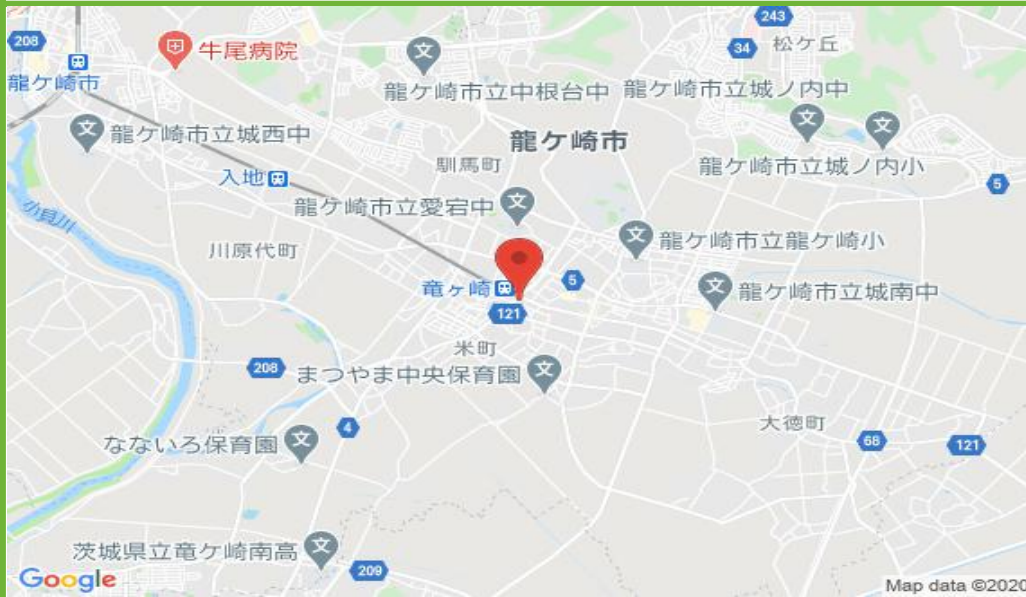 243
208
34
松ケ丘
牛尾病院
龍ケ崎市
龍ケ崎市立中根台中
龍ケ崎市立城ノ内中
龍ケ崎市立城西中
龍ケ崎市
馴馬町
龍ケ崎市立城ノ内小
入地
5
龍ケ崎市立愛宕中
小貝川
川原代町
龍ケ崎市立龍ケ崎小
竜ヶ崎
5
龍ケ崎市立城南中
121
米町
208
まつやま中央保育園
大徳町
なないろ保育園
4
68
121
茨城県立竜ケ崎南高
209
Google
Map data ©2020